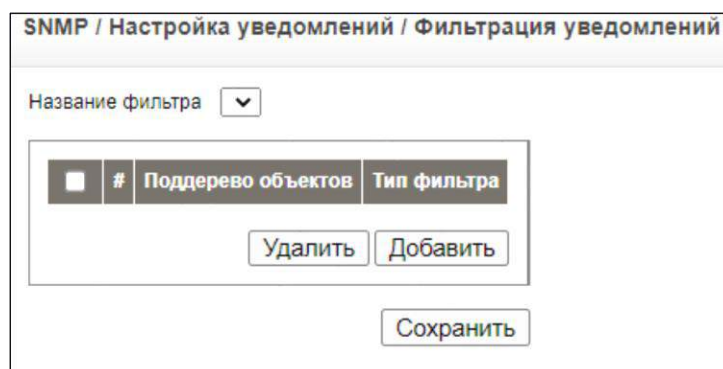 SNMP / Настройка уведомлений / Фильтрация уведомлений
Название фильтра
# Поддерево объектов Тип фильтра
Удалить Добавить
Сохранить